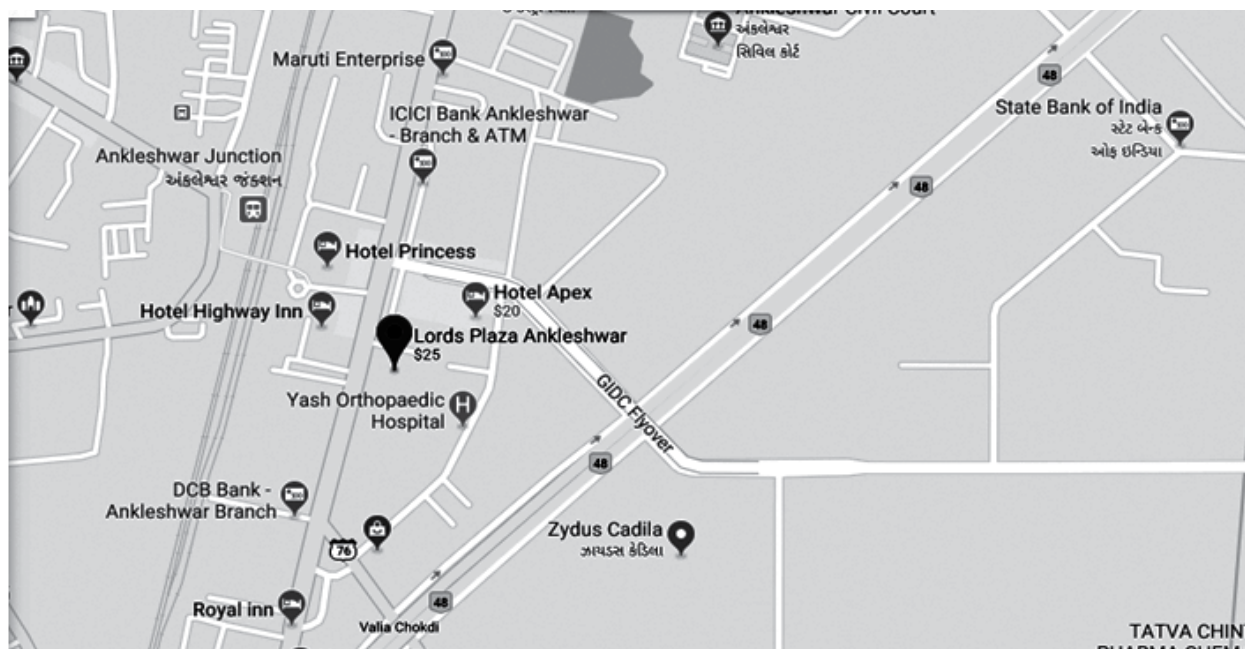 Ankleshwar Civil Court
અંકલેશ્વર
સિવિલ કોર્ટ
Maruti Enterprise
48
ICICI Bank Ankleshwar
- Branch & ATM
State Bank of India
સ્ટેટ બેન્ક
ઓફ ઇન્ડિયા
Ankleshwar Junction
અંકલેશ્વર જંકશન
48
Hotel Princess
Hotel Apex
$20
Hotel Highway Inn
48
Lords Plaza Ankleshwar
$25
GIDC Flyover
Yash Orthopaedic
Hospital
H
48
DCB Bank -
Ankleshwar Branch
76
Zydus Cadila
ઝાયડસ કેડિલા
48
Royal inn
Valia Chokdi
TATVA CHIN
PHARMA CHEM